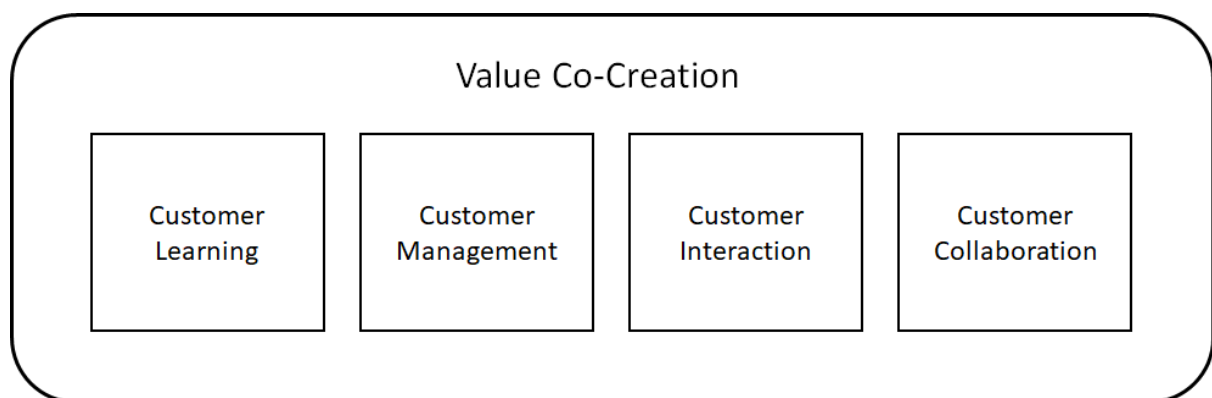 Value Co-Creation
Customer
Learning
Customer
Management
Customer
Interaction
Customer
Collaboration